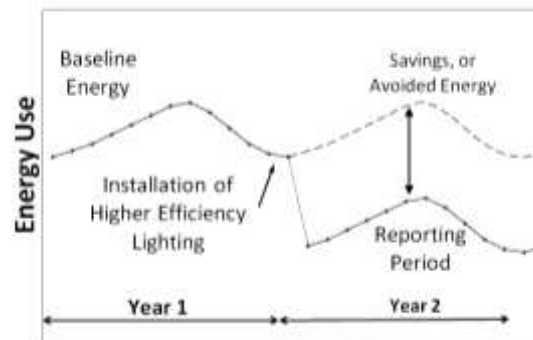 Energy Use
Baseline
Energy
Savings, or
Avoided Energy
Installation of
Higher Efficiency
Lighting
Reporting
Period
Year 1
Year 2